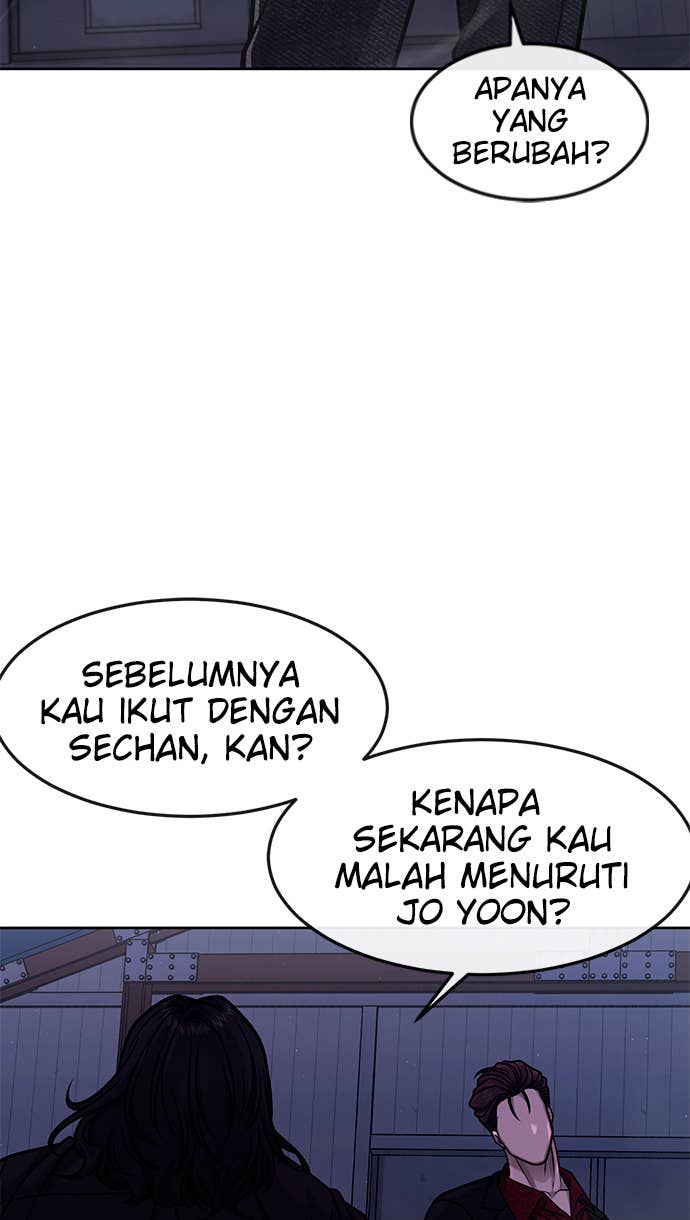 APANYA
YANG
BERUBAH?
SEBELUMNYA
KAU IKUT DENGAN
SECHAN, KAN?
KENAPA
SEKARANG KAU
MALAH MENURUTI
JO YOON?